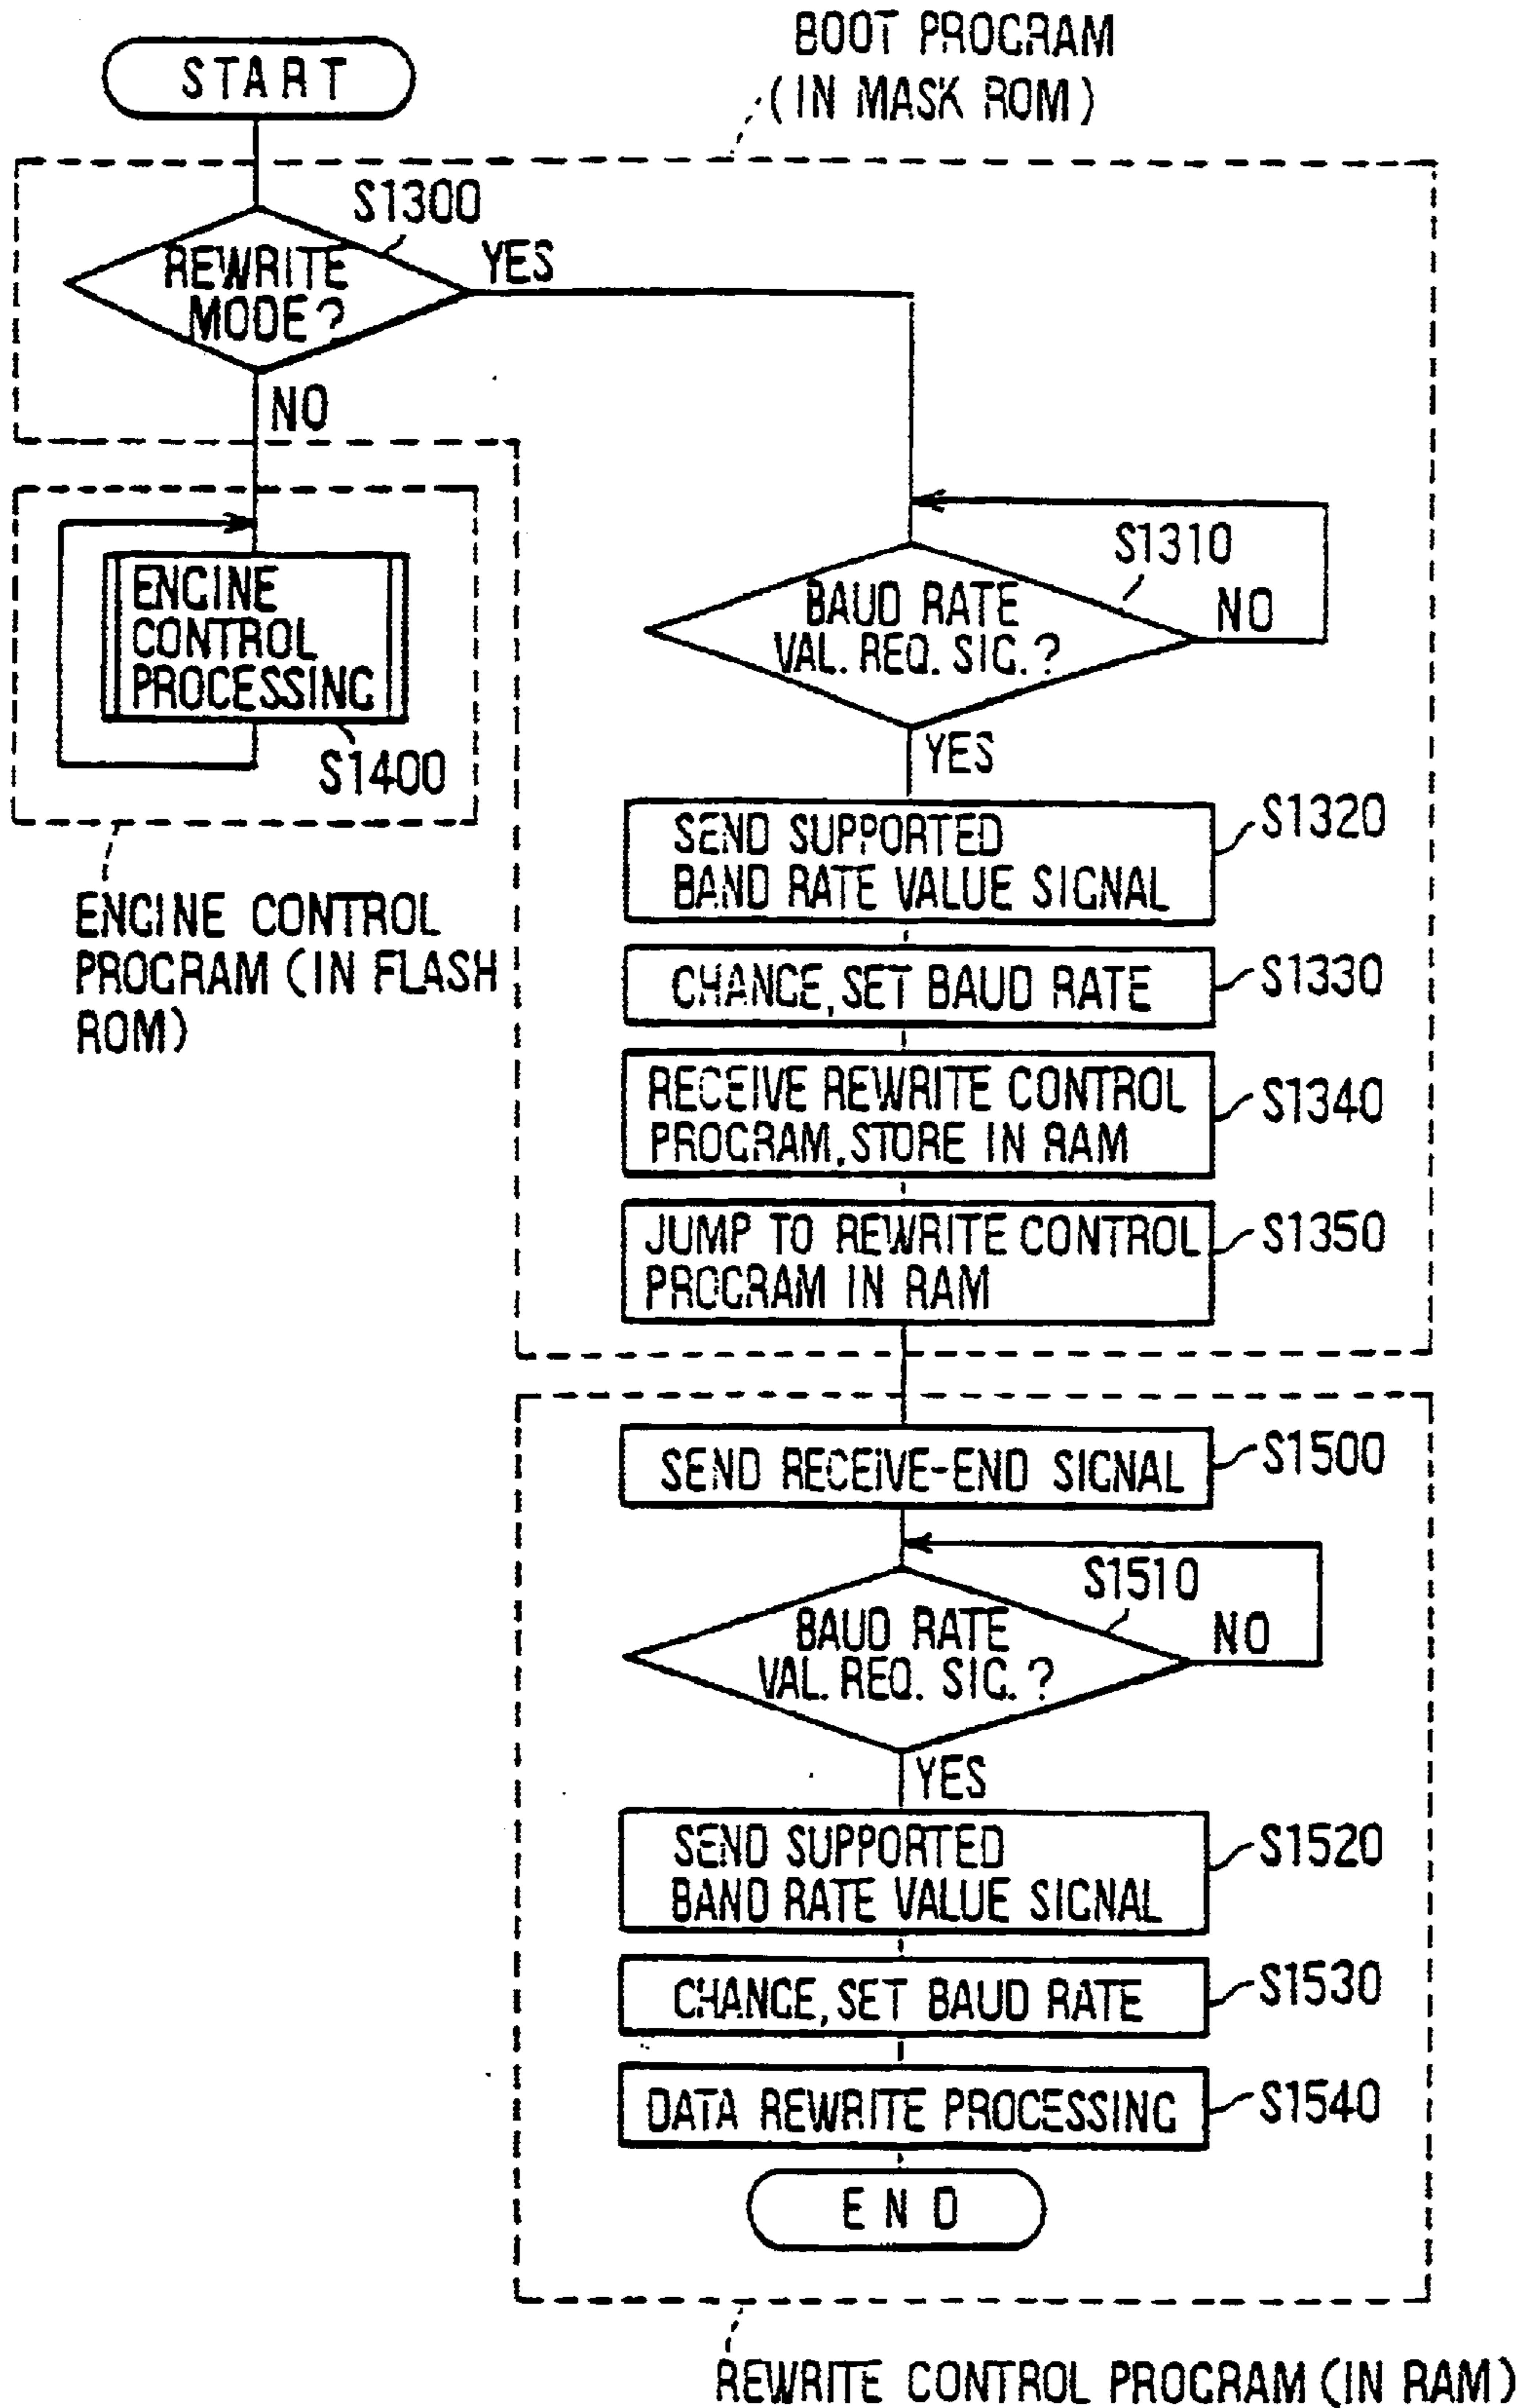 BOOT PROGRAM
(IN MASK ROM)
START
S1300
REWRITE
MODE?
YES
NO
S1310
BAUD RATE
VAL. REQ. SIG.?
NO
YES
ENGINE
CONTROL
PROCESSING
S1400
ENGINE CONTROL
PROGRAM (IN FLASH
ROM)
SEND SUPPORTED
BAND RATE VALUE SIGNAL
S1320
CHANGE, SET BAUD RATE
S1330
RECEIVE REWRITE CONTROL
PROGRAM, STORE IN RAM
S1340
JUMP TO REWRITE CONTROL
PROGRAM IN RAM
S1350
SEND RECEIVE-END SIGNAL
S1500
S1510
BAUD RATE
VAL. REQ. SIG.?
NO
YES
SEND SUPPORTED
BAND RATE VALUE SIGNAL
S1520
CHANGE, SET BAUD RATE
S1530
DATA REWRITE PROCESSING
S1540
END
REWRITE CONTROL PROGRAM (IN RAM)